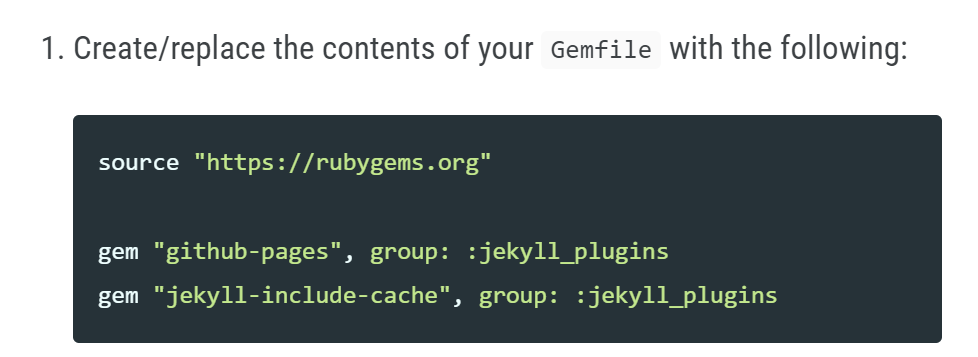 1. Create/replace the contents of your Gemfile with the following:
source "https://rubygems.org"
gem "github-pages", group: :jekyll_plugins
gem "jekyll-include-cache", group: :jekyll_plugins